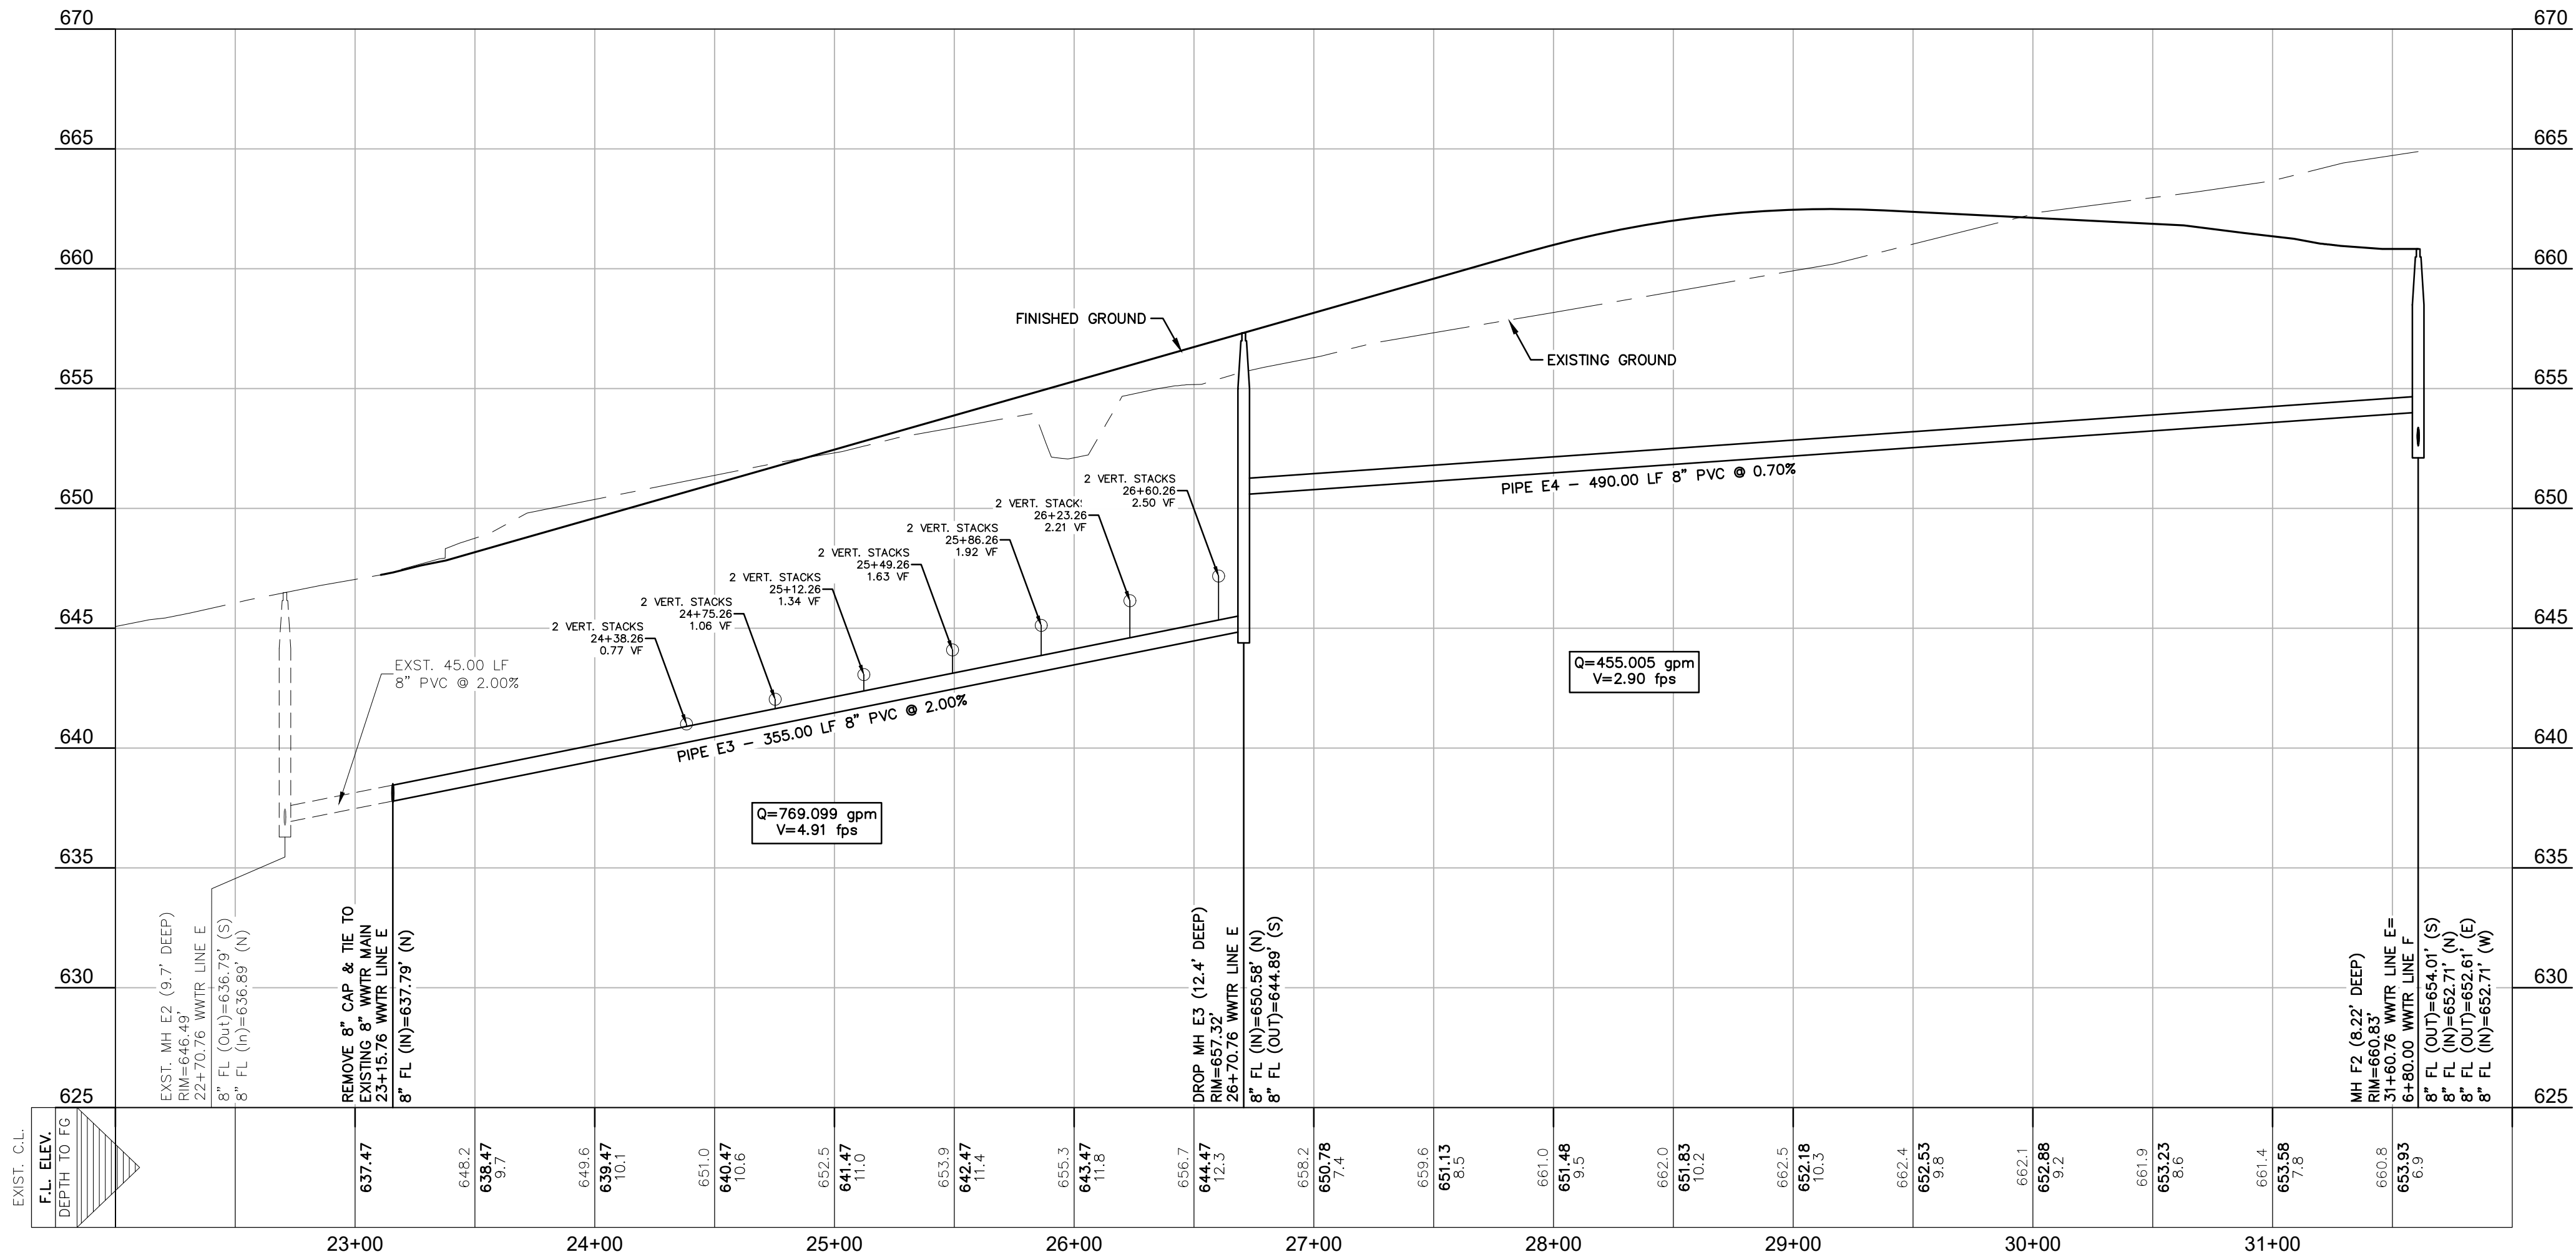 670
670
665
665
660
660
655
655
650
650
645
645
640
640
635
635
630
630
625
625
FINISHED GROUND
EXISTING GROUND
2 VERT. STACKS
24+38.26
0.77 VF
2 VERT. STACKS
24+75.26
1.06 VF
2 VERT. STACKS
25+12.26
1.34 VF
2 VERT. STACKS
25+49.26
1.63 VF
2 VERT. STACKS
25+86.26
1.92 VF
2 VERT. STACKS
26+23.26
2.21 VF
2 VERT. STACKS
26+60.26
2.50 VF
EXST. 45.00 LF
8" PVC @ 2.00%
PIPE E3 – 355.00 LF 8" PVC @ 2.00%
PIPE E4 – 490.00 LF 8" PVC @ 0.70%
Q=769.099 gpm
V=4.91 fps
Q=455.005 gpm
V=2.90 fps
EXST. MH E2 (9.7' DEEP)
RIM=646.49'
22+70.76 WWTR LINE E
8" FL (Out)=636.79' (S)
8" FL (In)=636.89' (N)
REMOVE 8" CAP & TIE TO
EXISTING 8" WWTR MAIN
23+15.76 WWTR LINE E
8" FL (IN)=637.79' (N)
DROP MH E3 (12.4' DEEP)
RIM=657.32'
26+70.76 WWTR LINE E
8" FL (IN)=650.58' (N)
8" FL (OUT)=644.89' (S)
MH F2 (8.22' DEEP)
RIM=660.83'
31+60.76 WWTR LINE E=
6+80.00 WWTR LINE F
8" FL (OUT)=654.01' (S)
8" FL (IN)=652.71' (N)
8" FL (OUT)=652.61' (E)
8" FL (IN)=652.71' (W)
EXIST. C.L.
F.L. ELEV.
DEPTH TO FG
637.47
648.2
638.47
9.7
649.6
639.47
10.1
651.0
640.47
10.6
652.5
641.47
11.0
653.9
642.47
11.4
655.3
643.47
11.8
656.7
644.47
12.3
658.2
650.78
7.4
659.6
651.13
8.5
661.0
651.48
9.5
662.0
651.83
10.2
662.5
652.18
10.3
662.4
652.53
9.8
662.1
652.88
9.2
661.9
653.23
8.6
661.4
653.58
7.8
660.8
653.93
6.9
23+00
24+00
25+00
26+00
27+00
28+00
29+00
30+00
31+00